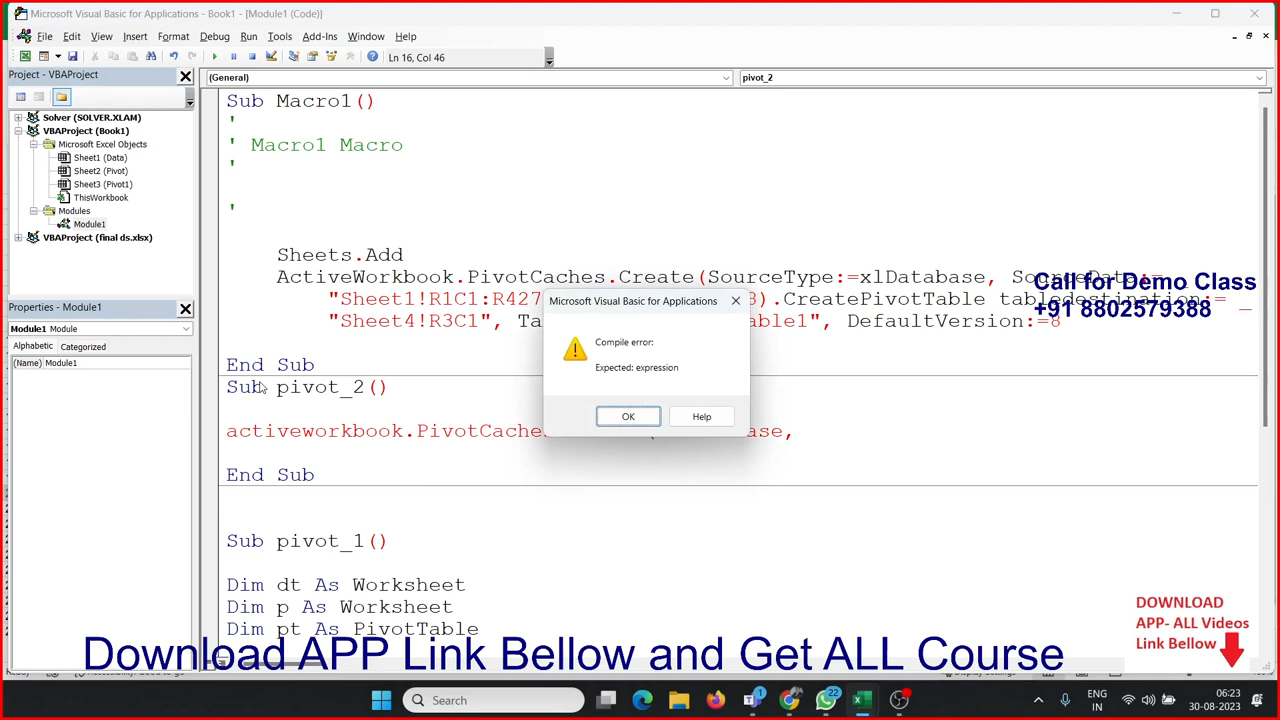 Microsoft Visual Basic for Applications - Book1 - [Module1 (Code)]
File Edit View Insert Format Debug Run Tools Add-Ins Window Help
Ln 16, Col 46
Project - VBAProject
(General)
pivot_2
Solver (SOLVER.XLAM)
VBAProject (Book1)
Microsoft Excel Objects
Sheet1 (Data)
Sheet2 (Pivot)
Sheet3 (Pivot1)
ThisWorkbook
Modules
Module1
VBAProject (final ds.xlsx)
Properties - Module1
Module1 Module
Alphabetic Categorized
(Name) Module1
Sub Macro1()
'
' Macro1 Macro
'
'
Sheets.Add
ActiveWorkbook.PivotCaches.Create(SourceType:=xlDatabase,
"Sheet1!R1C1:R427 8).CreatePivotTable tabledestination:= _
"Sheet4!R3C1", Ta able1", DefaultVersion:=8
End Sub
Sub pivot_2()
activeworkbook.PivotCaches ase,
End Sub
Sub pivot_1()
Dim dt As Worksheet
Dim p As Worksheet
Dim pt As PivotTable
Microsoft Visual Basic for Applications
Compile error:
Expected: expression
OK Help
Call for Demo Class
+91 8802579388
DOWNLOAD
APP- ALL Videos
Link Bellow
Download APP Link Bellow and Get ALL Course
Search
1
22
ENG
IN
06:23
30-08-2023